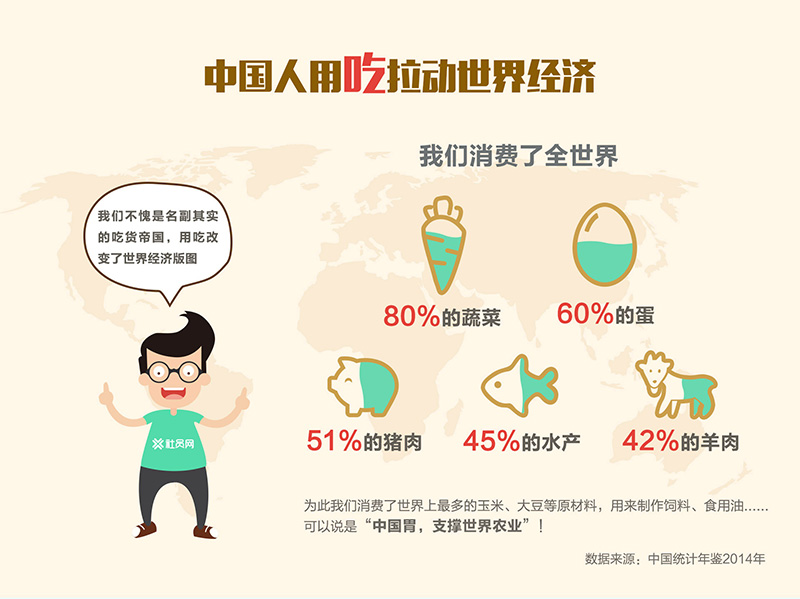 中国人用吃拉动世界经济
我们消费了全世界
我们不愧是名副其实
的吃货帝国，用吃改
变了世界经济版图
80%的蔬菜
60%的蛋
51%的猪肉
45%的水产
42%的羊肉
社员网
为此我们消费了世界上最多的玉米、大豆等原材料，用来制作饲料、食用油......
可以说是“中国胃，支撑世界农业”！
数据来源：中国统计年鉴2014年